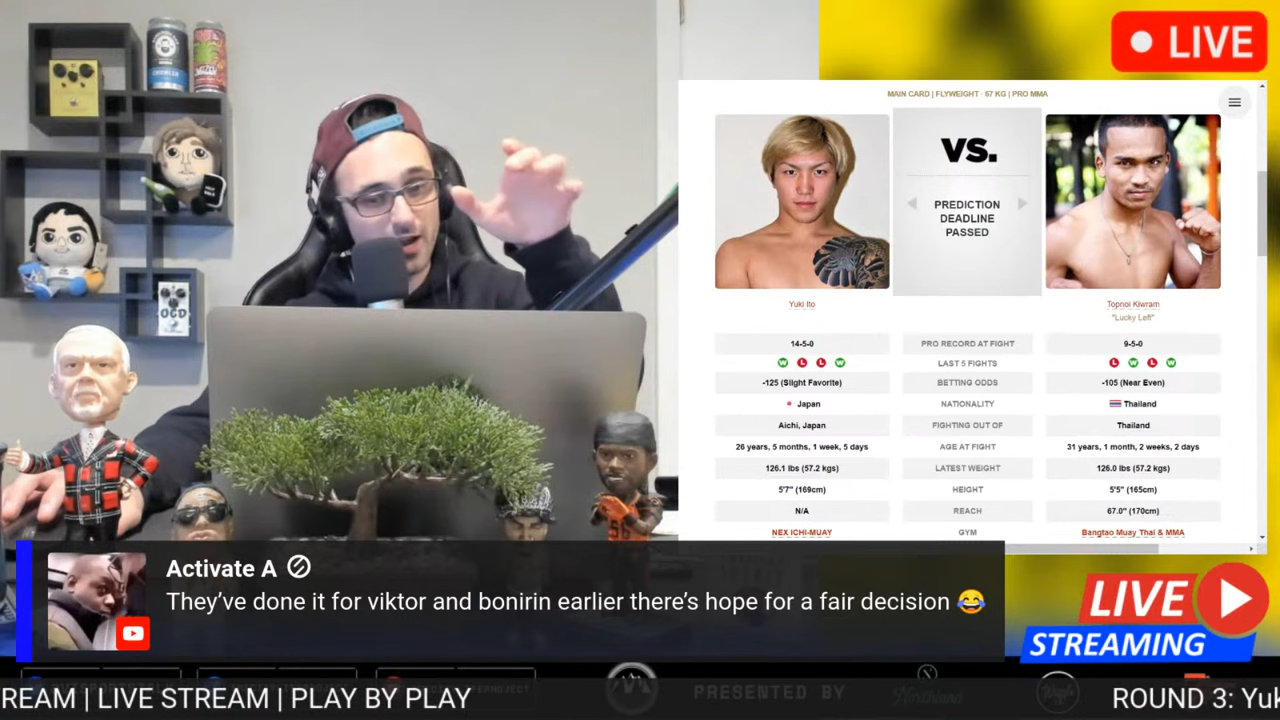 LIVE
MAIN CARD | FLYWEIGHT · 57 KG | PRO MMA
VS.
PREDICTION
DEADLINE
PASSED
Yuki Ito
Topnoi Kiwram
"Lucky Left"
14-5-0 PRO RECORD AT FIGHT 9-5-0
W L L W LAST 5 FIGHTS L W L W
-125 (Slight Favorite) BETTING ODDS -105 (Near Even)
Japan NATIONALITY Thailand
Aichi, Japan FIGHTING OUT OF Thailand
26 years, 5 months, 1 week, 5 days AGE AT FIGHT 31 years, 1 month, 2 weeks, 2 days
126.1 lbs (57.2 kgs) LATEST WEIGHT 126.0 lbs (57.2 kgs)
5'7" (169cm) HEIGHT 5'5" (165cm)
N/A REACH 67.0" (170cm)
NEX ICHI-MUAY GYM Bangtao Muay Thai & MMA
OCD
Activate A
They've done it for viktor and bonirin earlier there's hope for a fair decision 😂
LIVE
STREAMING
PRESENTED BY
REAM | LIVE STREAM | PLAY BY PLAY
ROUND 3: Yuk